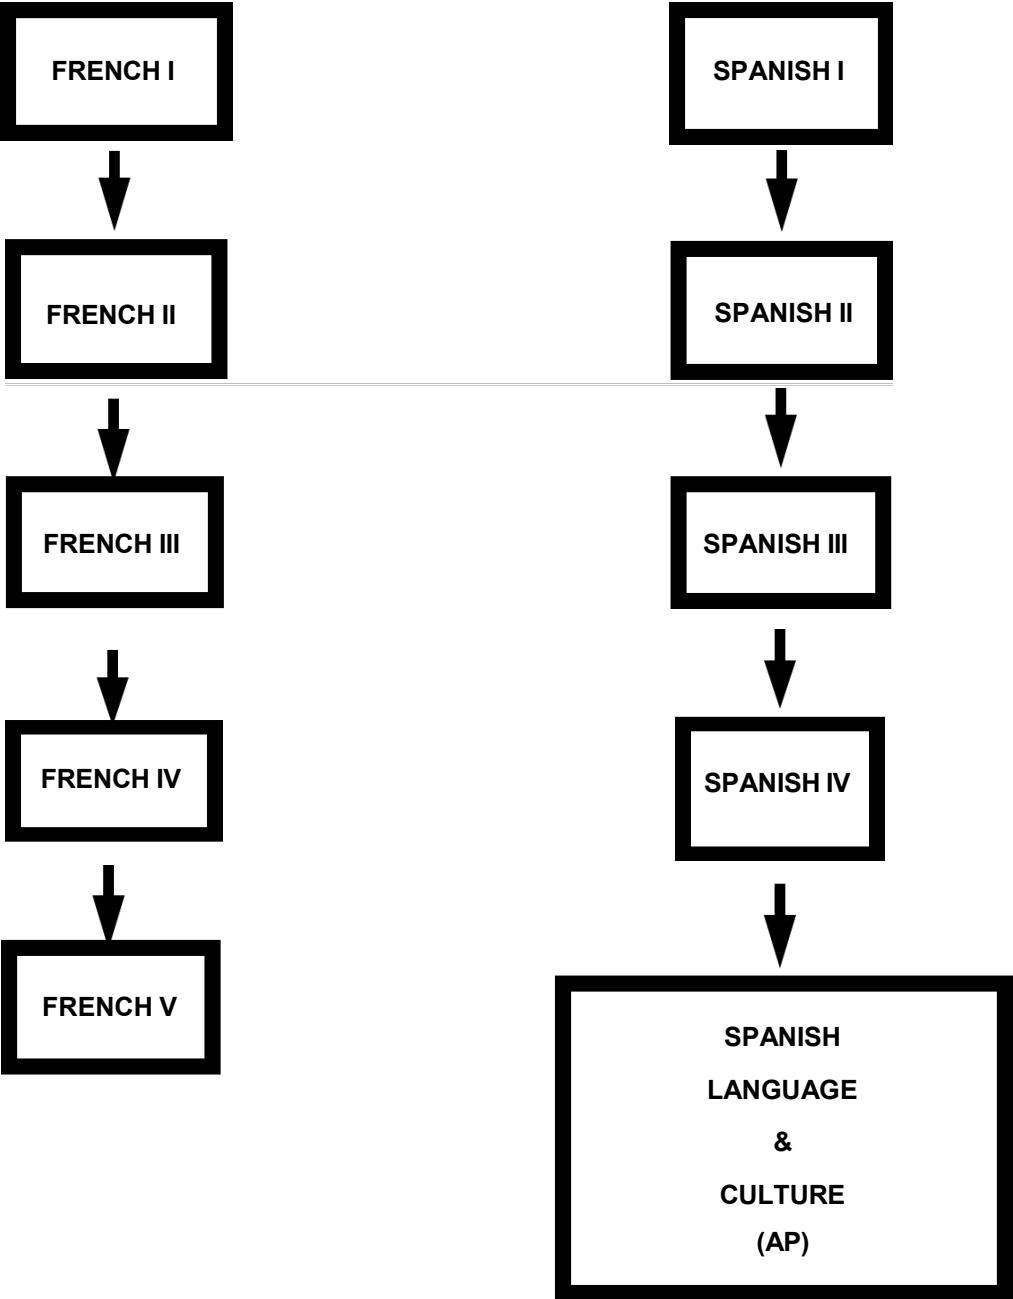 FRENCH I
SPANISH I
FRENCH II
SPANISH II
FRENCH III
SPANISH III
FRENCH IV
SPANISH IV
FRENCH V
SPANISH
LANGUAGE
&
CULTURE
(AP)